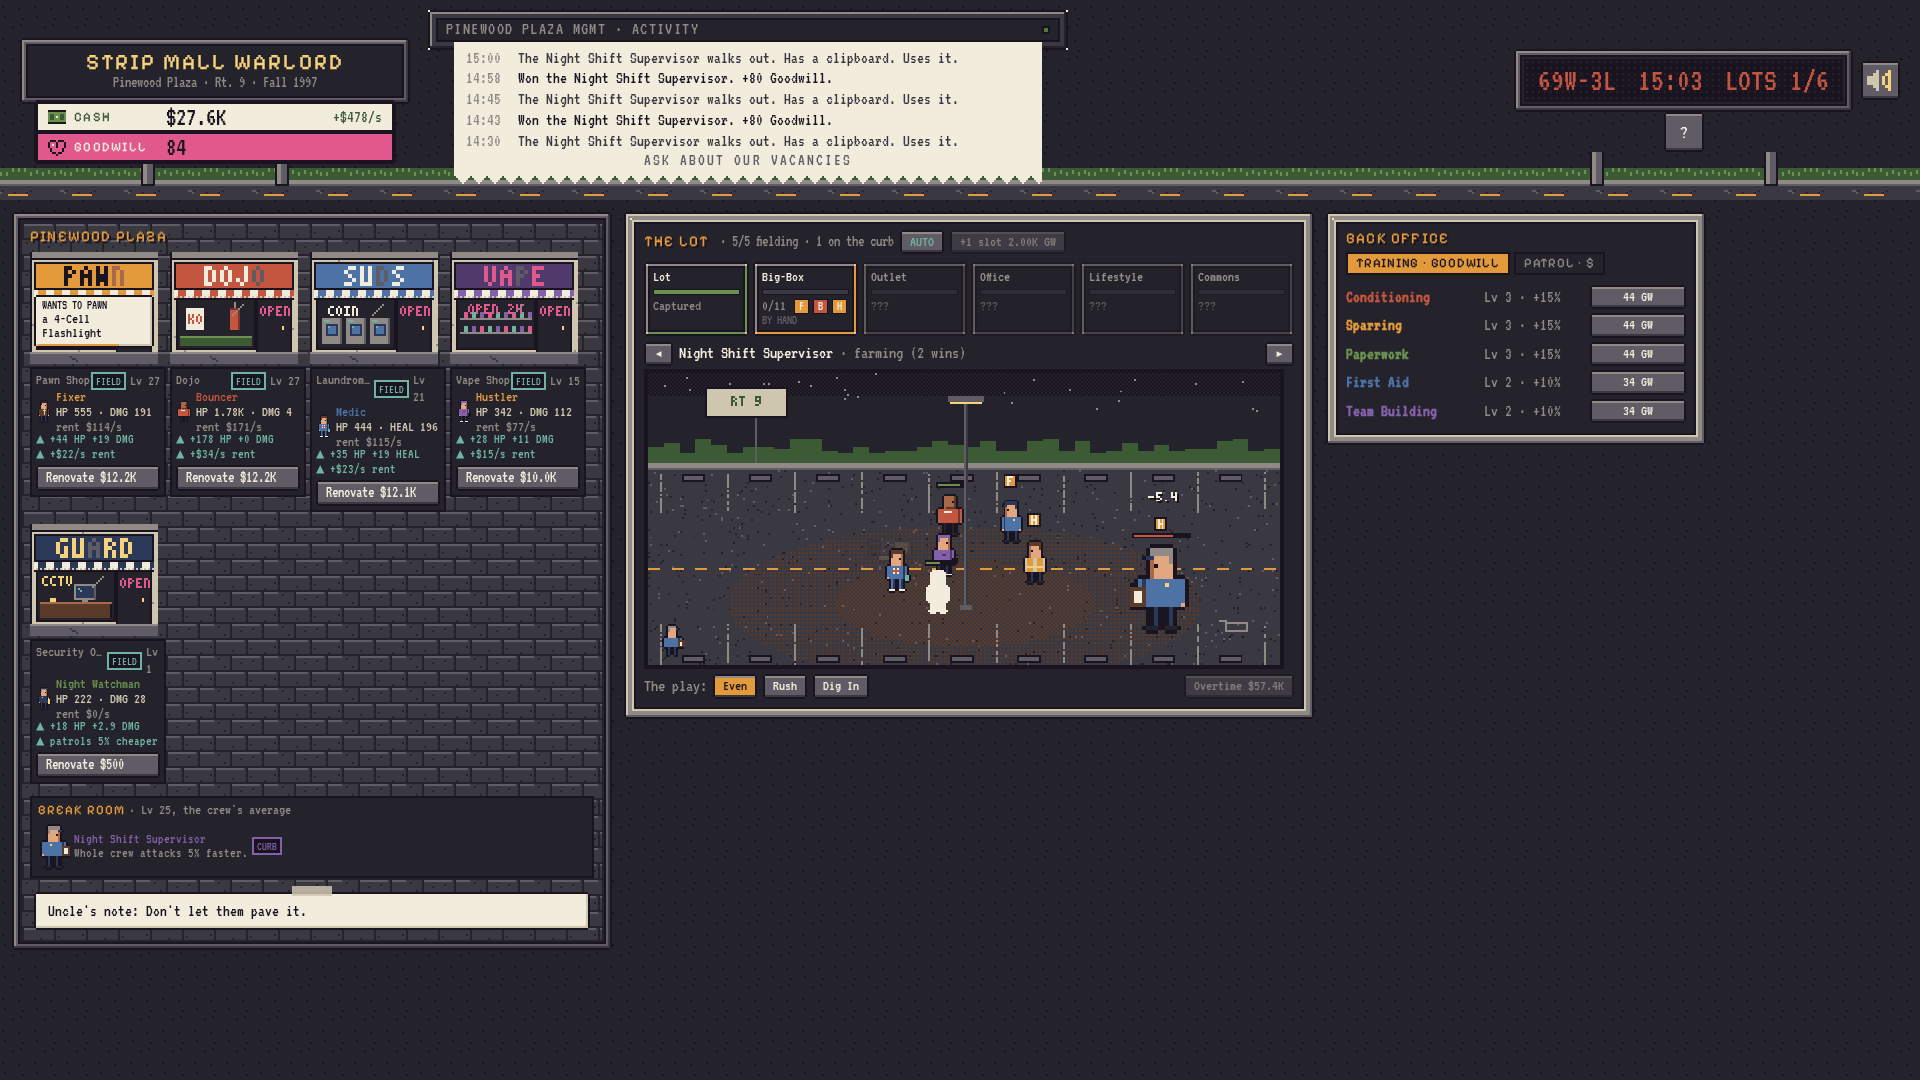 STRIP MALL WARLORD
Pinewood Plaza · Rt. 9 · Fall 1997
CASH $27.6K +$478/s
GOODWILL 84
PINEWOOD PLAZA MGMT · ACTIVITY
15:00 The Night Shift Supervisor walks out. Has a clipboard. Uses it.
14:58 Won the Night Shift Supervisor. +80 Goodwill.
14:45 The Night Shift Supervisor walks out. Has a clipboard. Uses it.
14:43 Won the Night Shift Supervisor. +80 Goodwill.
14:30 The Night Shift Supervisor walks out. Has a clipboard. Uses it.
ASK ABOUT OUR VACANCIES
69W-3L 15:03 LOTS 1/6
?
PINEWOOD PLAZA
PAWN DOJO SUDS VAPE
WANTS TO PAWN
a 4-Cell
Flashlight
KO OPEN
COIN OPEN
OPEN 24 OPEN
Pawn Shop FIELD Lv 27
Fixer
HP 555 · DMG 191
rent $114/s
▲ +44 HP +19 DMG
▲ +$22/s rent
Renovate $12.2K
Dojo FIELD Lv 27
Bouncer
HP 1.78K · DMG 4
rent $171/s
▲ +178 HP +0 DMG
▲ +$34/s rent
Renovate $12.2K
Laundrom… FIELD Lv 21
Medic
HP 444 · HEAL 196
rent $115/s
▲ +35 HP +19 HEAL
▲ +$23/s rent
Renovate $12.1K
Vape Shop FIELD Lv 15
Hustler
HP 342 · DMG 112
rent $77/s
▲ +28 HP +11 DMG
▲ +$15/s rent
Renovate $10.0K
GUARD
CCTV OPEN
Security O… FIELD Lv 1
Night Watchman
HP 222 · DMG 28
rent $0/s
▲ +18 HP +2.9 DMG
▲ patrols 5% cheaper
Renovate $500
BREAK ROOM · Lv 25, the crew's average
Night Shift Supervisor
Whole crew attacks 5% faster. CURB
Uncle's note: Don't let them pave it.
THE LOT · 5/5 fielding · 1 on the curb AUTO +1 slot 2.00K GW
Lot
Captured
Big-Box
0/11 F B H
BY HAND
Outlet
???
Office
???
Lifestyle
???
Commons
???
◄ Night Shift Supervisor · farming (2 wins) ►
RT 9
F
H
-5.4
H
The play: Even Rush Dig In Overtime $57.4K
BACK OFFICE
TRAINING · GOODWILL PATROL · $
Conditioning Lv 3 · +15% 44 GW
Sparring Lv 3 · +15% 44 GW
Paperwork Lv 3 · +15% 44 GW
First Aid Lv 2 · +10% 34 GW
Team Building Lv 2 · +10% 34 GW